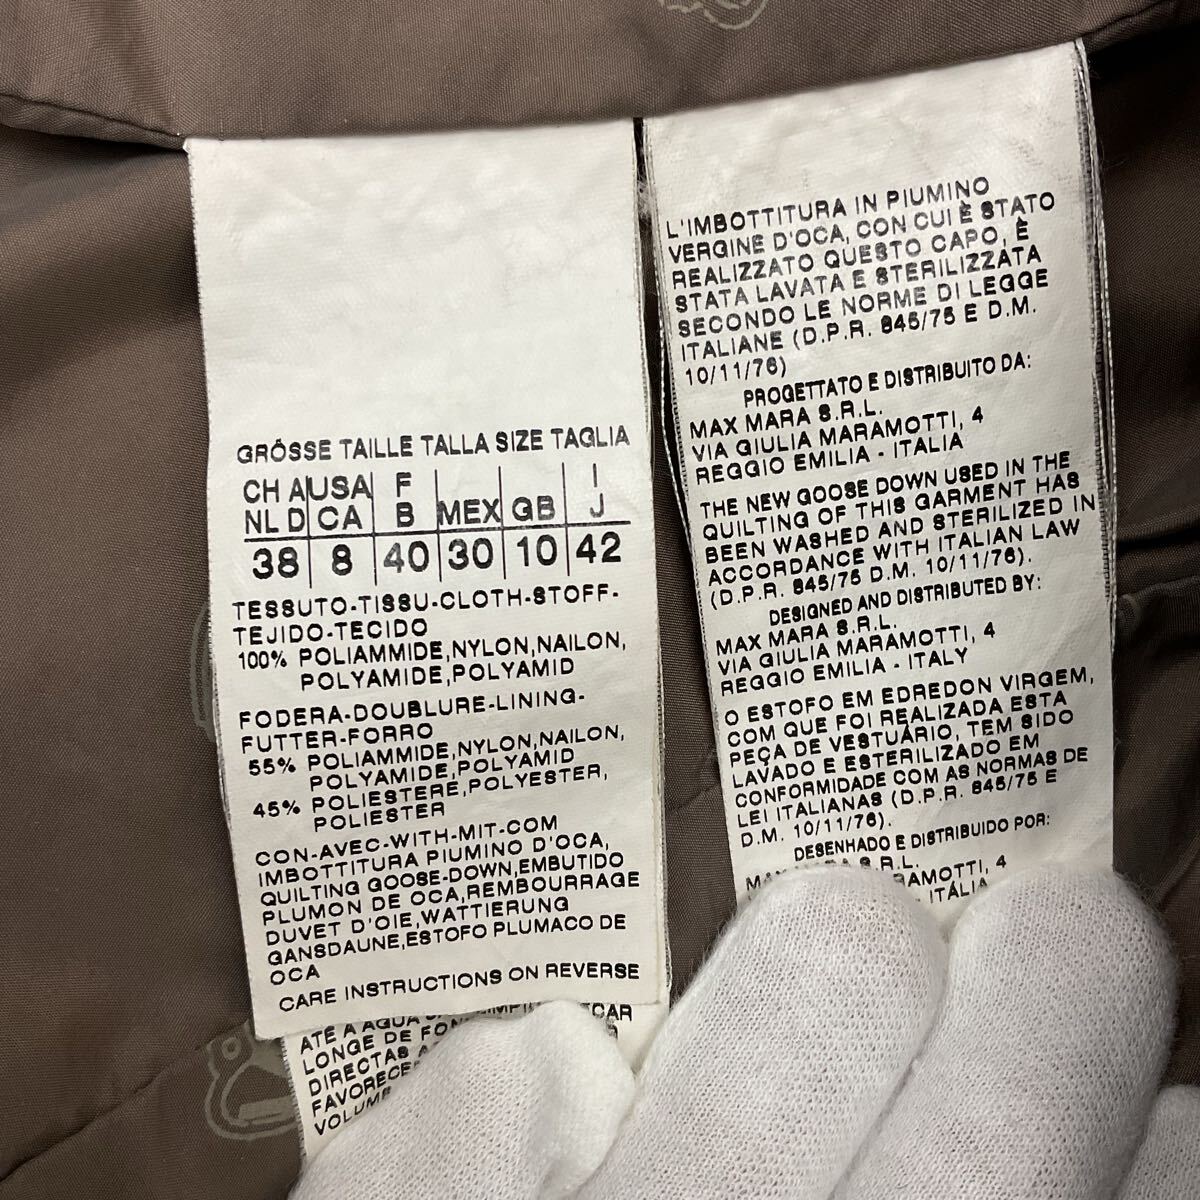 GRÖSSE TAILLE TALLA SIZE TAGLIA
CH A USA F I
NL D CA B MEX GB J
38 8 40 30 10 42
TESSUTO-TISSU-CLOTH-STOFF-
TEJIDO-TECIDO
100% POLIAMMIDE,NYLON,NAILON,
POLYAMIDE,POLYAMID
FODERA-DOUBLURE-LINING-
FUTTER-FORRO
55% POLIAMMIDE,NYLON,NAILON,
POLYAMIDE,POLYAMID
45% POLIESTERE,POLYESTER,
POLIESTER
CON-AVEC-WITH-MIT-COM
IMBOTTITURA PIUMINO D'OCA,
QUILTING GOOSE-DOWN,EMBUTIDO
PLUMON DE OCA,REMBOURRAGE
DUVET D'OIE,WATTIERUNG
GANSDAUNE,ESTOFO PLUMACO DE
OCA
CARE INSTRUCTIONS ON REVERSE
ATÉ A AGUA
LONGE DE
DIRECTAS
L'IMBOTTITURA IN PIUMINO
VERGINE D'OCA, CON CUI È STATO
REALIZZATO QUESTO CAPO, È
STATA LAVATA E STERILIZZATA
SECONDO LE NORME DI LEGGE
ITALIANE (D.P.R. 845/75 E D.M.
10/11/76)
PROGETTATO E DISTRIBUITO DA:
MAX MARA S.R.L.
VIA GIULIA MARAMOTTI, 4
REGGIO EMILIA - ITALIA
THE NEW GOOSE DOWN USED IN THE
QUILTING OF THIS GARMENT HAS
BEEN WASHED AND STERILIZED IN
ACCORDANCE WITH ITALIAN LAW
(D.P.R. 845/75 D.M. 10/11/76).
DESIGNED AND DISTRIBUTED BY:
MAX MARA S.R.L.
VIA GIULIA MARAMOTTI, 4
REGGIO EMILIA - ITALY
O ESTOFO EM EDREDON VIRGEM,
COM QUE FOI REALIZADA ESTA
PEÇA DE VESTUÁRIO, TEM SIDO
LAVADO E ESTERILIZADO EM
CONFORMIDADE COM AS NORMAS DE
LEI ITALIANAS (D.P.R. 845/75 E
D.M. 10/11/76).
DESENHADO E DISTRIBUIDO POR:
S.R.L.
4
ITÁLIA